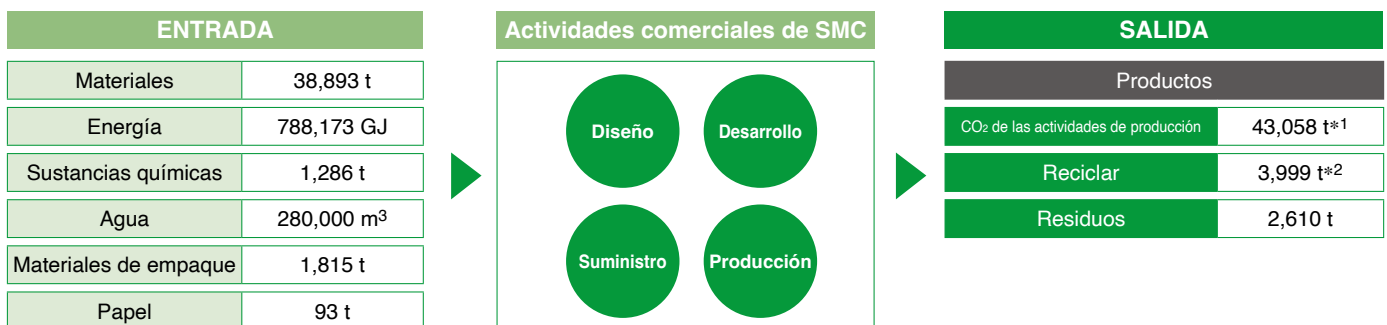 ENTRADA
Materiales 38,893 t
Energía 788,173 GJ
Sustancias químicas 1,286 t
Agua 280,000 m³
Materiales de empaque 1,815 t
Papel 93 t
Actividades comerciales de SMC
Diseño Desarrollo
Suministro Producción
SALIDA
Productos
CO₂ de las actividades de producción 43,058 t*¹
Reciclar 3,999 t*²
Residuos 2,610 t